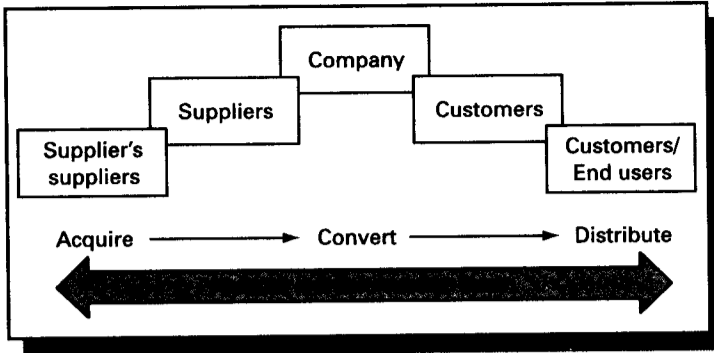 Company
Suppliers
Customers
Supplier's
suppliers
Customers/
End users
Acquire
Convert
Distribute